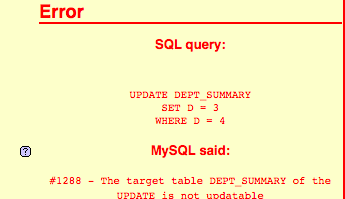 Error
SQL query:
UPDATE DEPT_SUMMARY
SET D = 3
WHERE D = 4
?
MySQL said:
#1288 - The target table DEPT_SUMMARY of the
UPDATE is not updatable